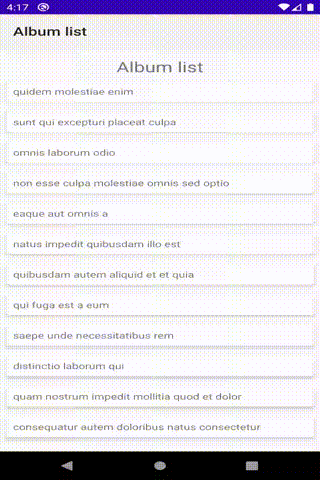 4:17
Album list
Album list
quidem molestiae enim
sunt qui excepturi placeat culpa
omnis laborum odio
non esse culpa molestiae omnis sed optio
eaque aut omnis a
natus impedit quibusdam illo est
quibusdam autem aliquid et et quia
qui fuga est a eum
saepe unde necessitatibus rem
distinctio laborum qui
quam nostrum impedit mollitia quod et dolor
consequatur autem doloribus natus consectetur